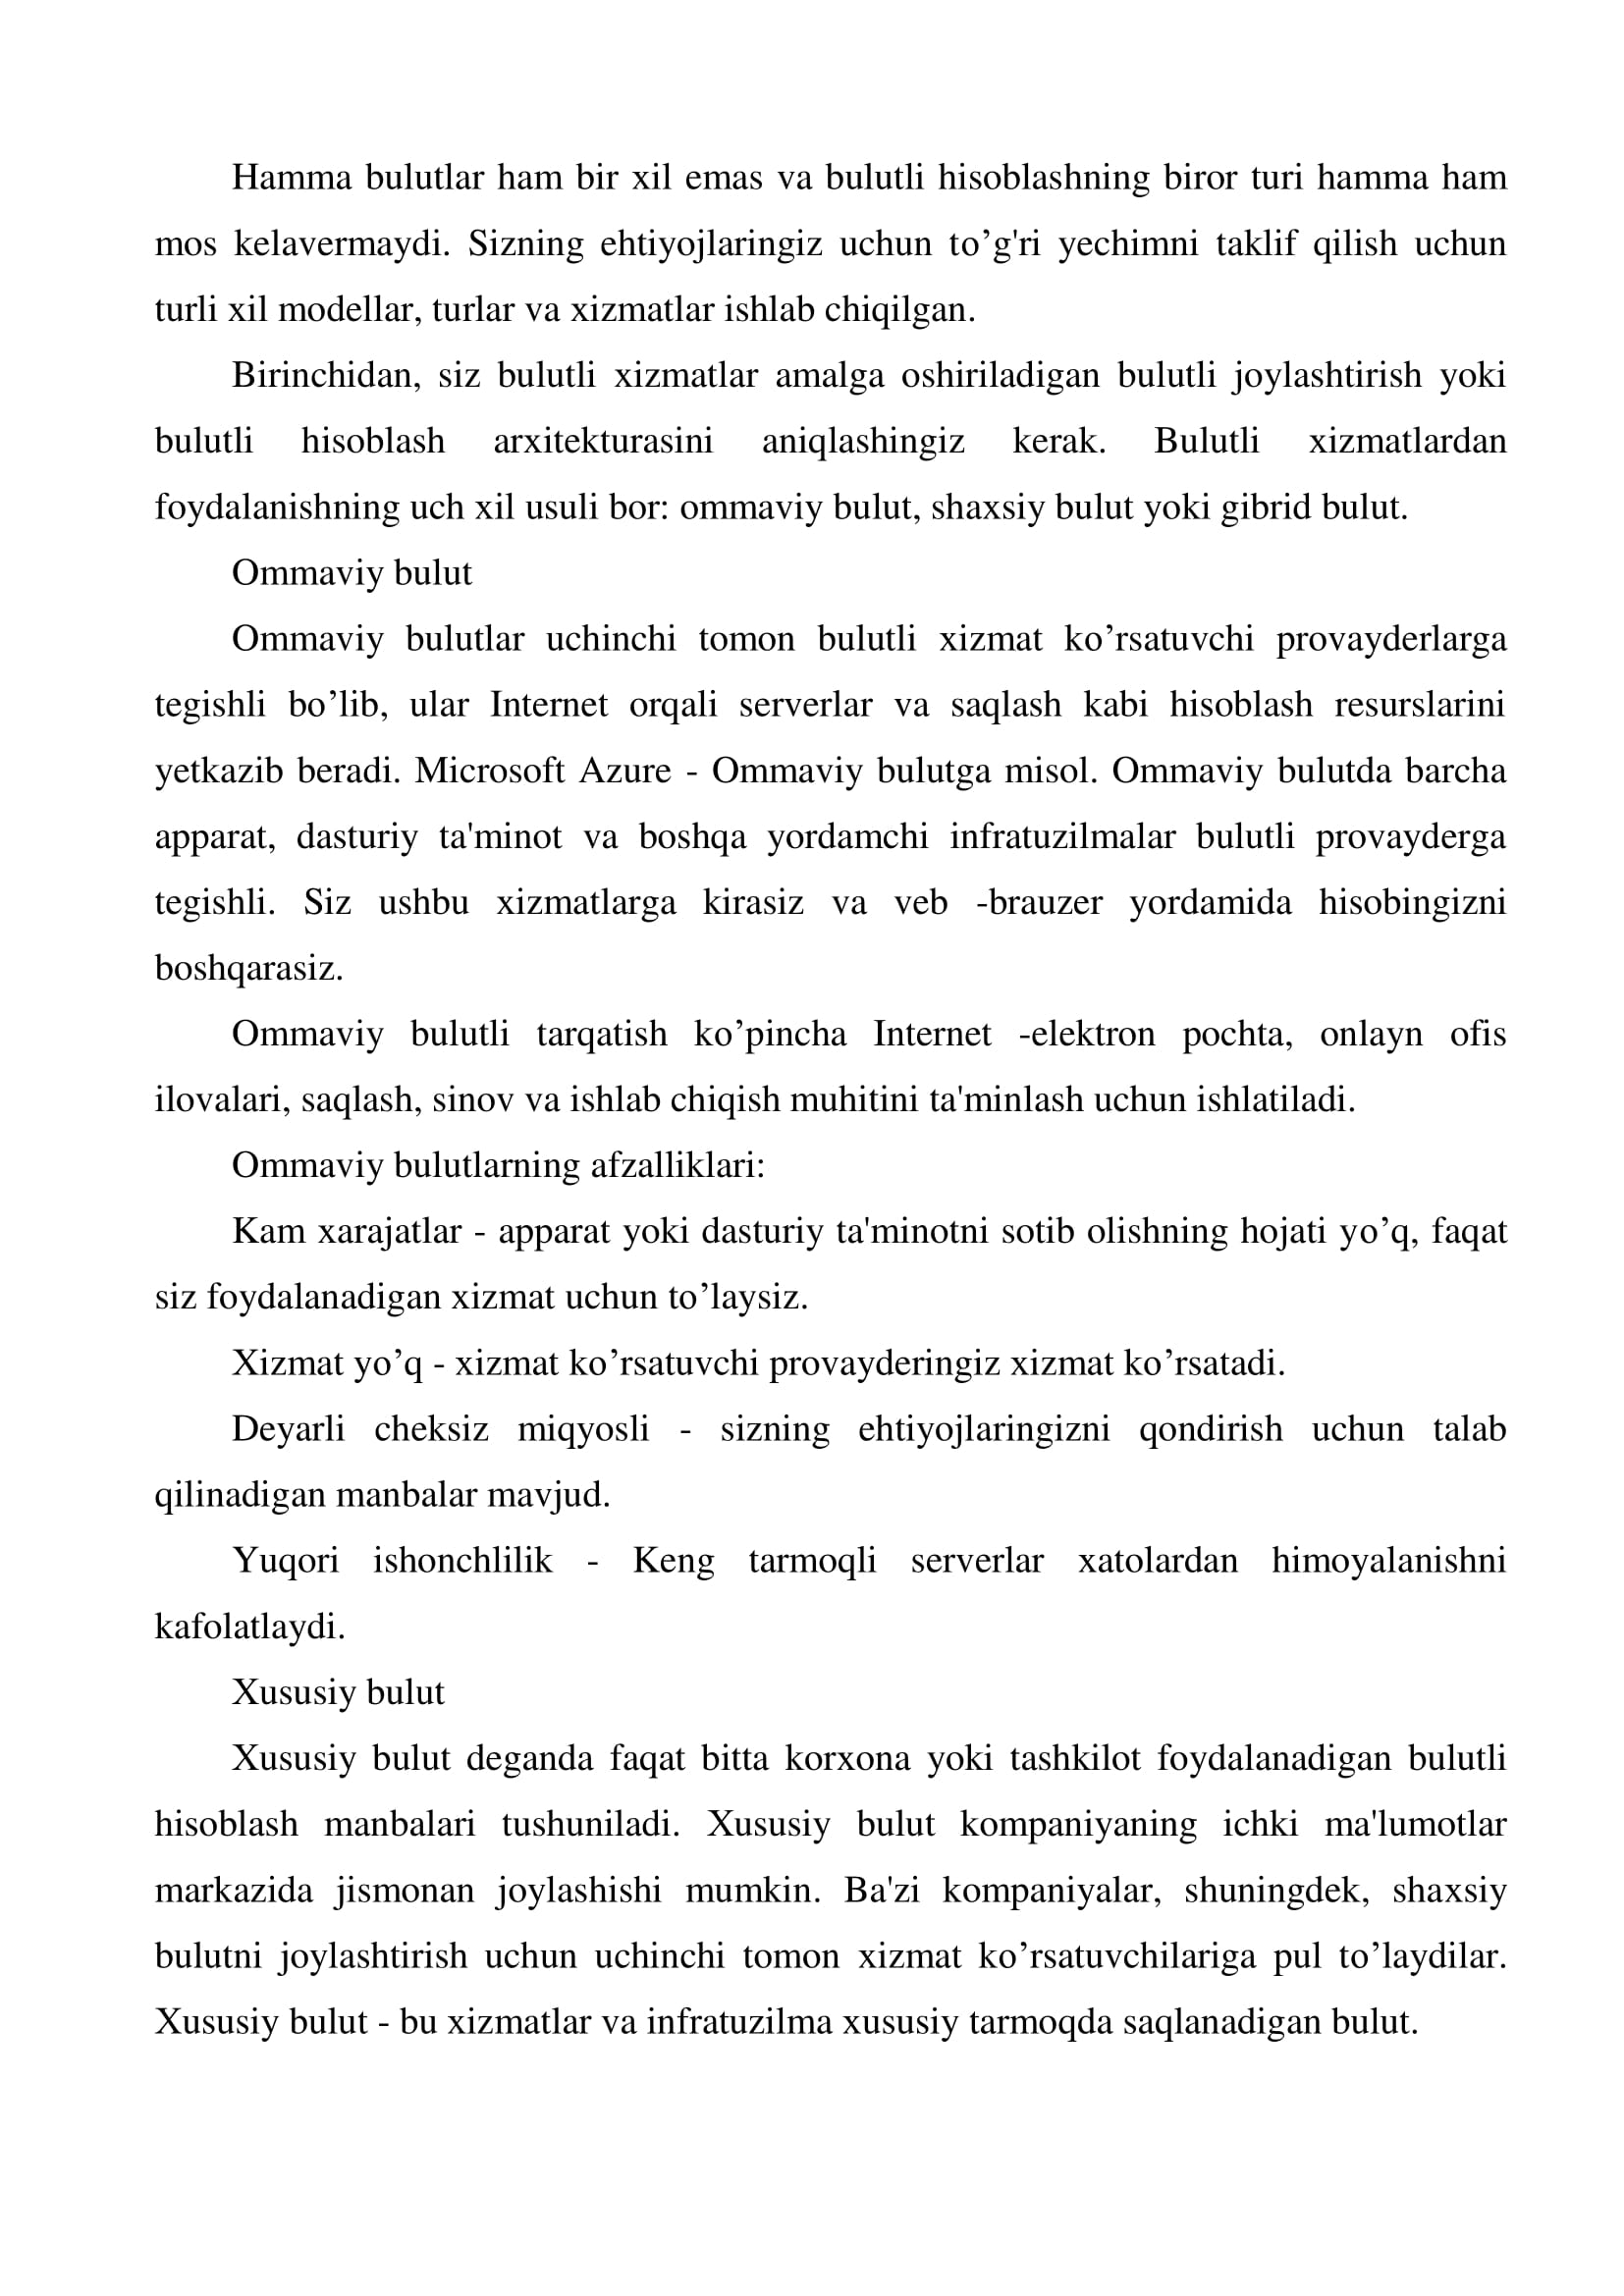 Hamma bulutlar ham bir xil emas va bulutli hisoblashning biror turi hamma ham
mos kelavermaydi. Sizning ehtiyojlaringiz uchun to’g'ri yechimni taklif qilish uchun
turli xil modellar, turlar va xizmatlar ishlab chiqilgan.
Birinchidan, siz bulutli xizmatlar amalga oshiriladigan bulutli joylashtirish yoki
bulutli hisoblash arxitekturasini aniqlashingiz kerak. Bulutli xizmatlardan
foydalanishning uch xil usuli bor: ommaviy bulut, shaxsiy bulut yoki gibrid bulut.
Ommaviy bulut
Ommaviy bulutlar uchinchi tomon bulutli xizmat ko’rsatuvchi provayderlarga
tegishli bo’lib, ular Internet orqali serverlar va saqlash kabi hisoblash resurslarini
yetkazib beradi. Microsoft Azure - Ommaviy bulutga misol. Ommaviy bulutda barcha
apparat, dasturiy ta'minot va boshqa yordamchi infratuzilmalar bulutli provayderga
tegishli. Siz ushbu xizmatlarga kirasiz va veb -brauzer yordamida hisobingizni
boshqarasiz.
Ommaviy bulutli tarqatish ko’pincha Internet -elektron pochta, onlayn ofis
ilovalari, saqlash, sinov va ishlab chiqish muhitini ta'minlash uchun ishlatiladi.
Ommaviy bulutlarning afzalliklari:
Kam xarajatlar - apparat yoki dasturiy ta'minotni sotib olishning hojati yo’q, faqat
siz foydalanadigan xizmat uchun to’laysiz.
Xizmat yo’q - xizmat ko’rsatuvchi provayderingiz xizmat ko’rsatadi.
Deyarli cheksiz miqyosli - sizning ehtiyojlaringizni qondirish uchun talab
qilinadigan manbalar mavjud.
Yuqori ishonchlilik - Keng tarmoqli serverlar xatolardan himoyalanishni
kafolatlaydi.
Xususiy bulut
Xususiy bulut deganda faqat bitta korxona yoki tashkilot foydalanadigan bulutli
hisoblash manbalari tushuniladi. Xususiy bulut kompaniyaning ichki ma'lumotlar
markazida jismonan joylashishi mumkin. Ba'zi kompaniyalar, shuningdek, shaxsiy
bulutni joylashtirish uchun uchinchi tomon xizmat ko’rsatuvchilariga pul to’laydilar.
Xususiy bulut - bu xizmatlar va infratuzilma xususiy tarmoqda saqlanadigan bulut.